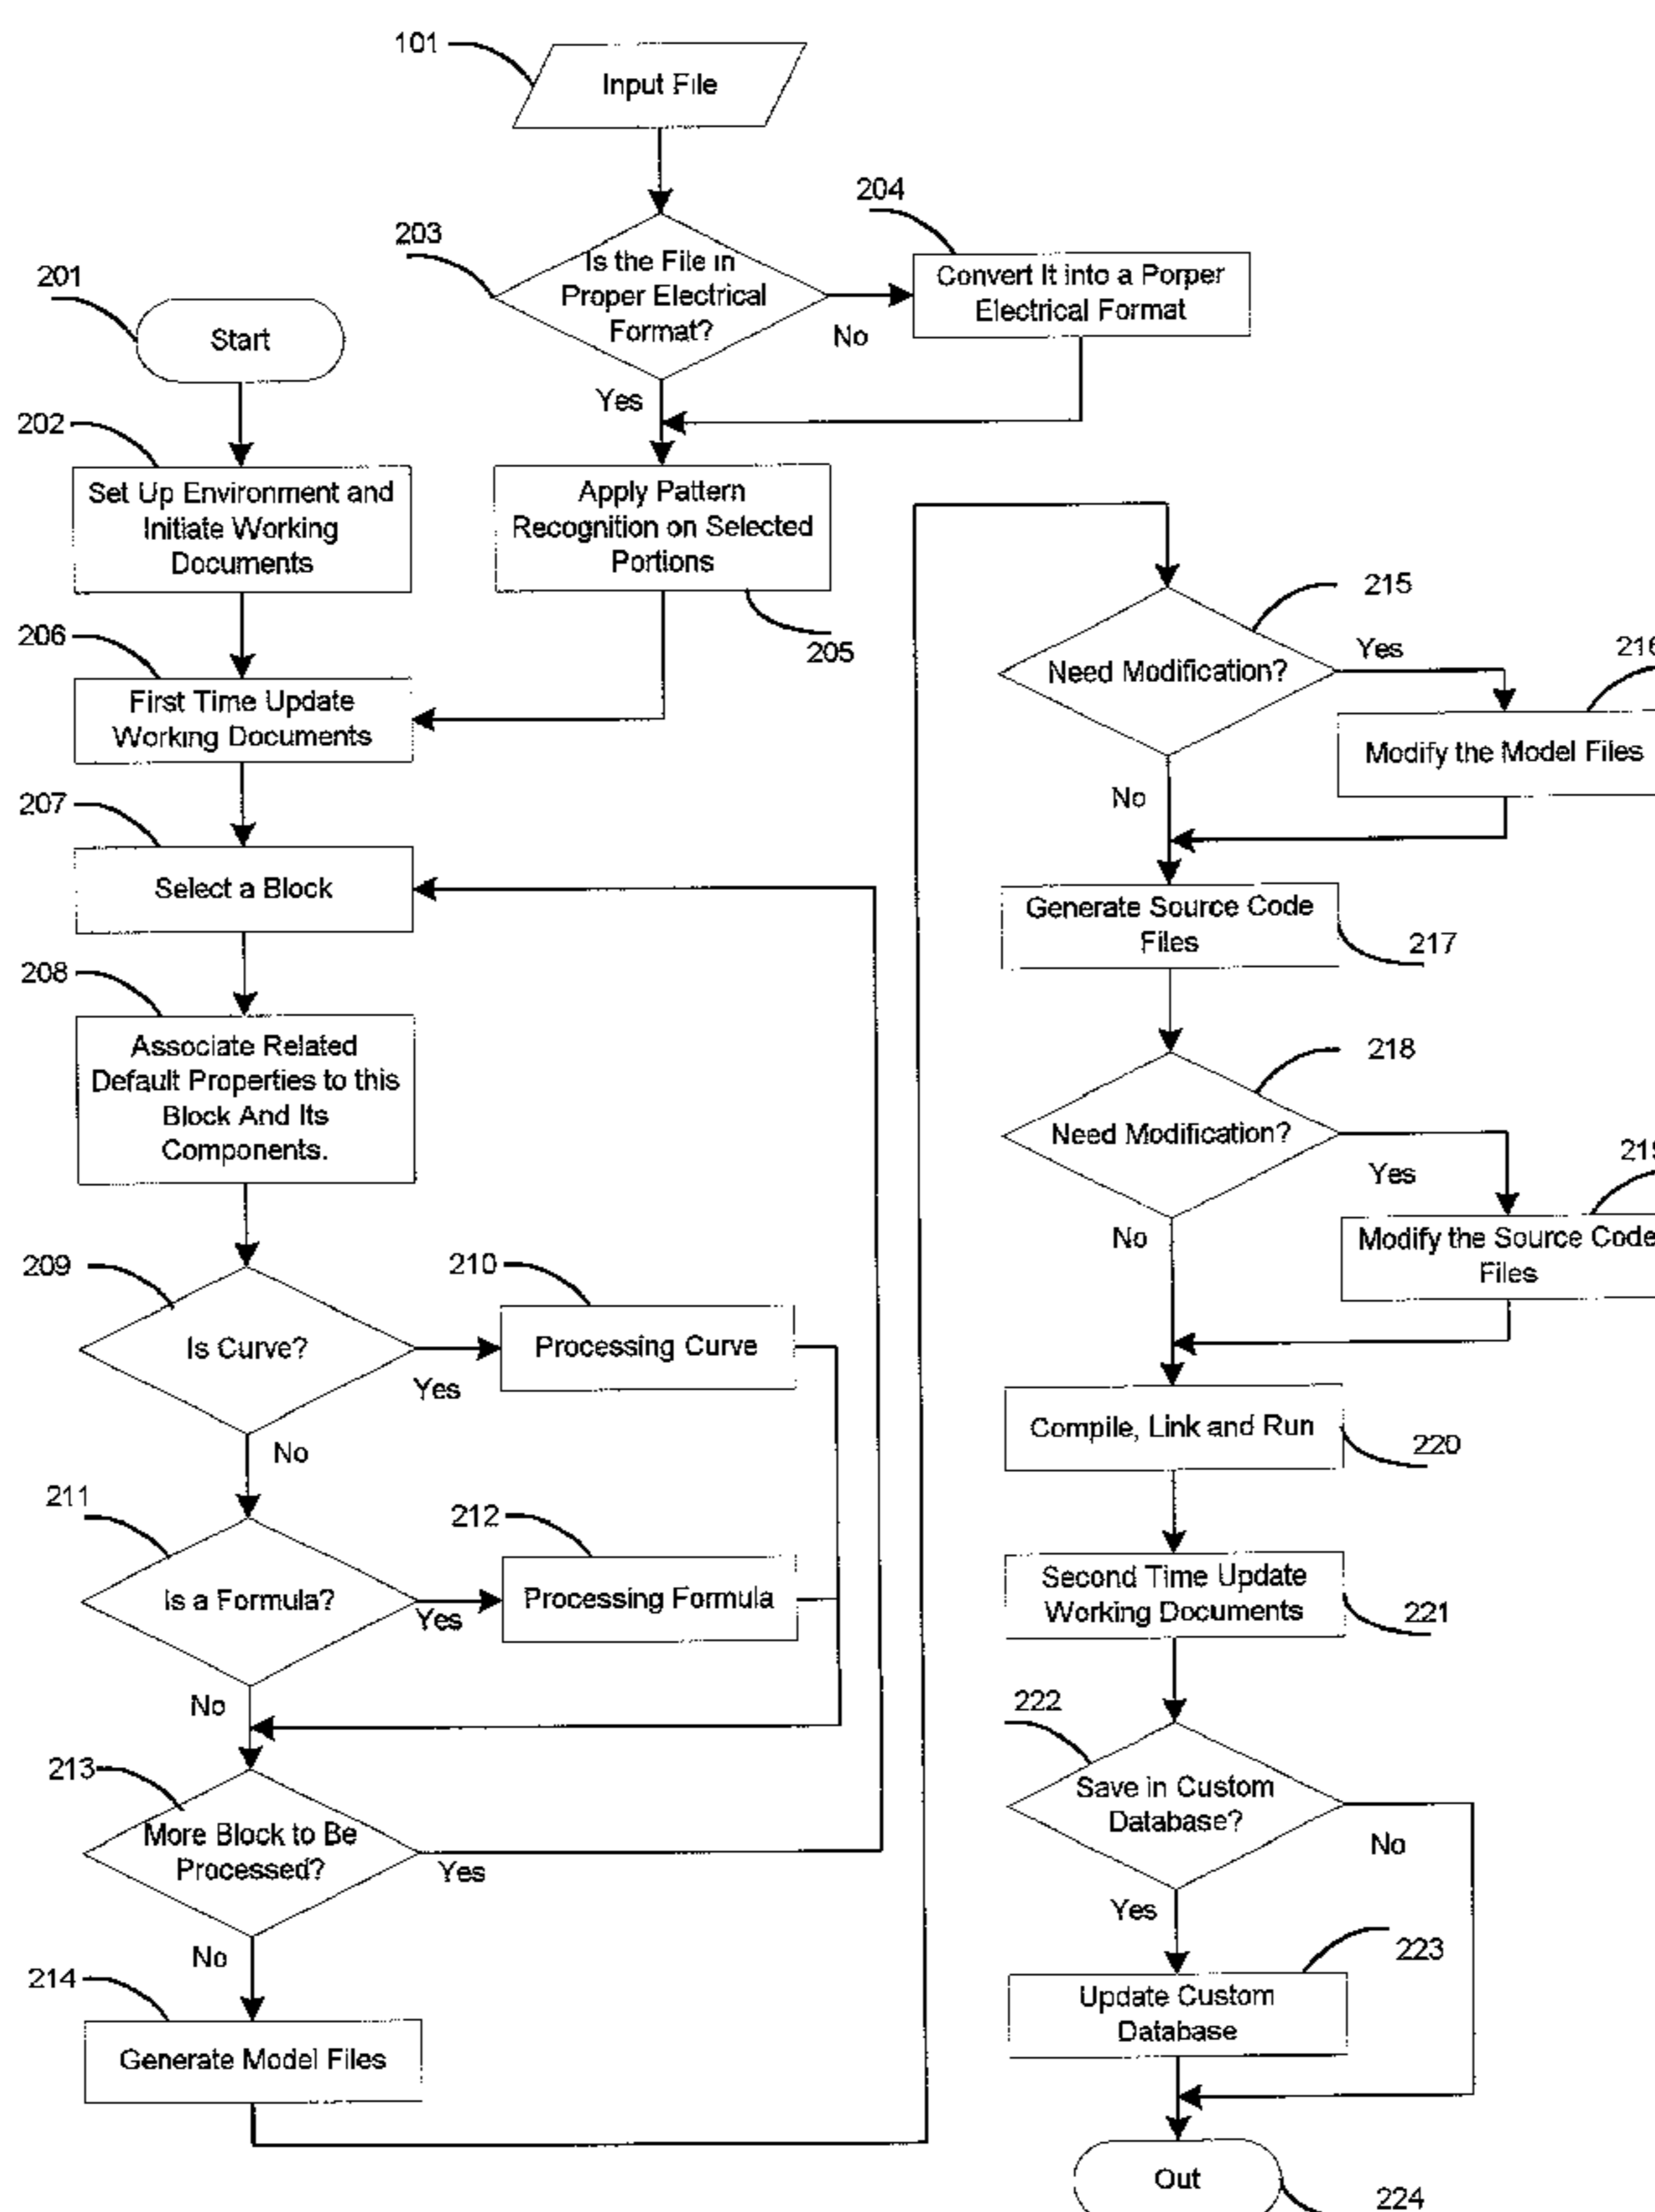 101
Input File
203
Is the File in
Proper Electrical
Format?
204
Convert It into a Porper
Electrical Format
No
Yes
201
Start
202
Set Up Environment and
Initiate Working
Documents
Apply Pattern
Recognition on Selected
Portions
205
206
First Time Update
Working Documents
207
Select a Block
208
Associate Related
Default Properties to this
Block And Its
Components.
209
Is Curve?
Yes
210
Processing Curve
No
211
Is a Formula?
Yes
212
Processing Formula
No
213
More Block to Be
Processed?
Yes
No
214
Generate Model Files
215
Need Modification?
Yes
216
Modify the Model Files
No
Generate Source Code
Files
217
218
Need Modification?
Yes
219
Modify the Source Code
Files
No
Compile, Link and Run
220
Second Time Update
Working Documents
221
222
Save in Custom
Database?
No
Yes
223
Update Custom
Database
Out
224